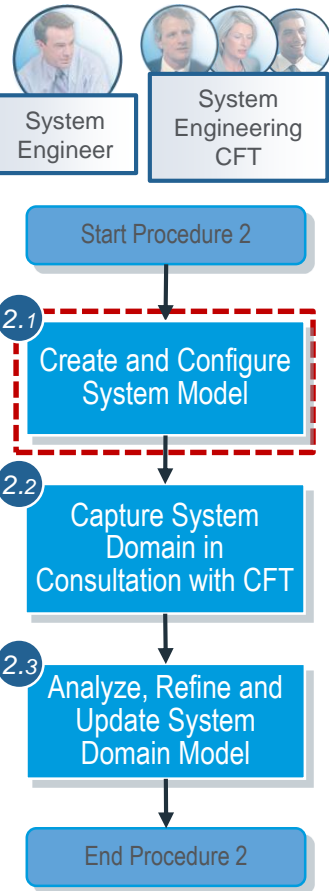 System
Engineer
System
Engineering
CFT
Start Procedure 2
2.1
Create and Configure
System Model
2.2
Capture System
Domain in
Consultation with CFT
2.3
Analyze, Refine and
Update System
Domain Model
End Procedure 2